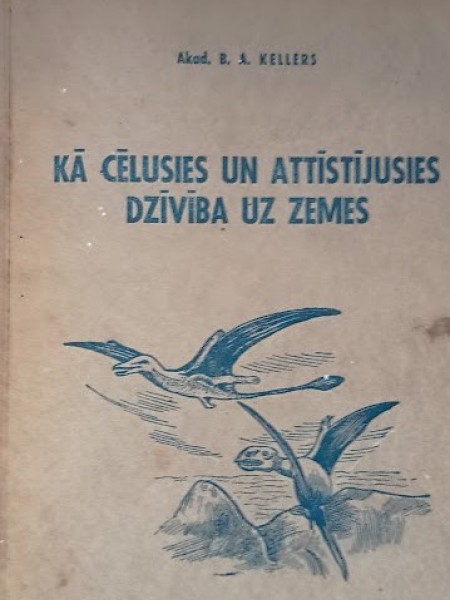 Akad. B. A. KELLERS
KĀ CĒLUSIES UN ATTĪSTĪJUSIES
DZĪVĪBA UZ ZEMES